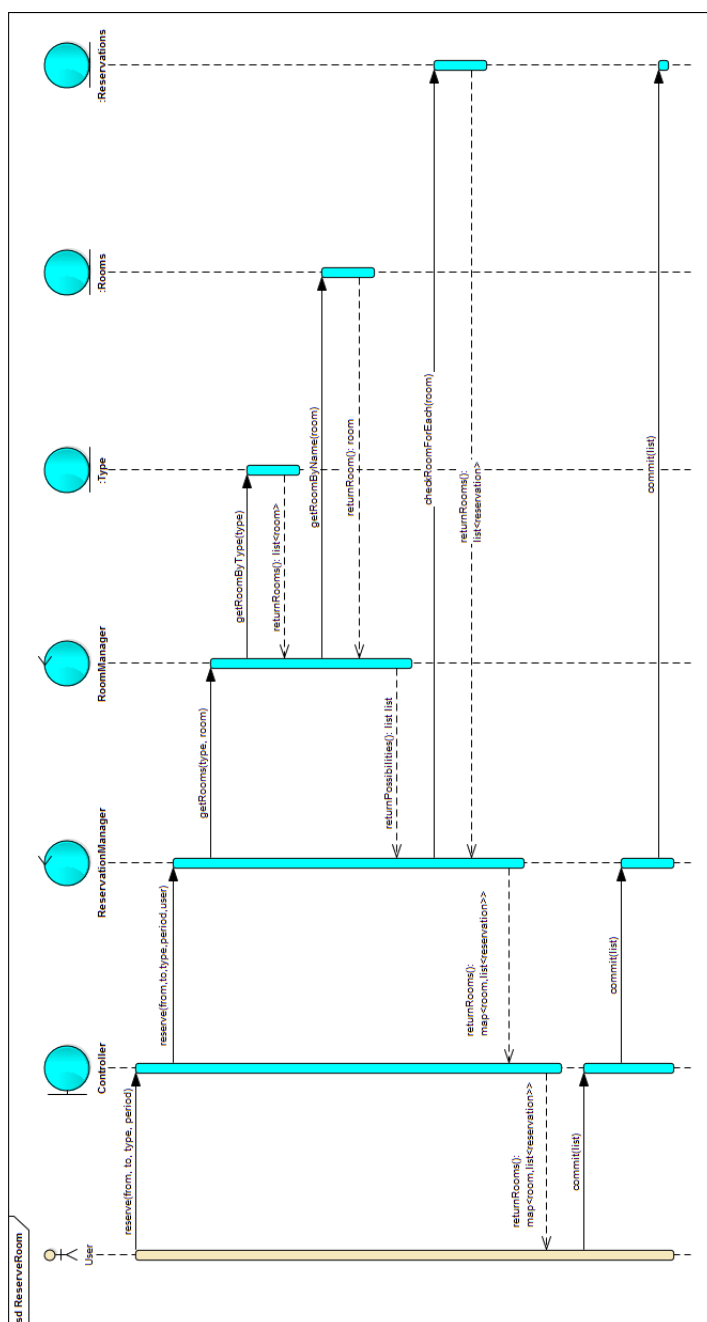 sd ReserveRoom
User
Controller
ReservationManager
RoomManager
:Type
:Rooms
:Reservations
reserve(from, to, type, period)
reserve(from,to,type,period,user)
getRooms(type, room)
getRoomByType(type)
returnRooms(): list<room>
getRoomByName(room)
returnRoom(): room
returnPossibilities(): list list
checkRoomForEach(room)
returnRooms():
list<reservation>
returnRooms():
map<room,list<reservation>>
returnRooms():
map<room,list<reservation>>
commit(list)
commit(list)
commit(list)